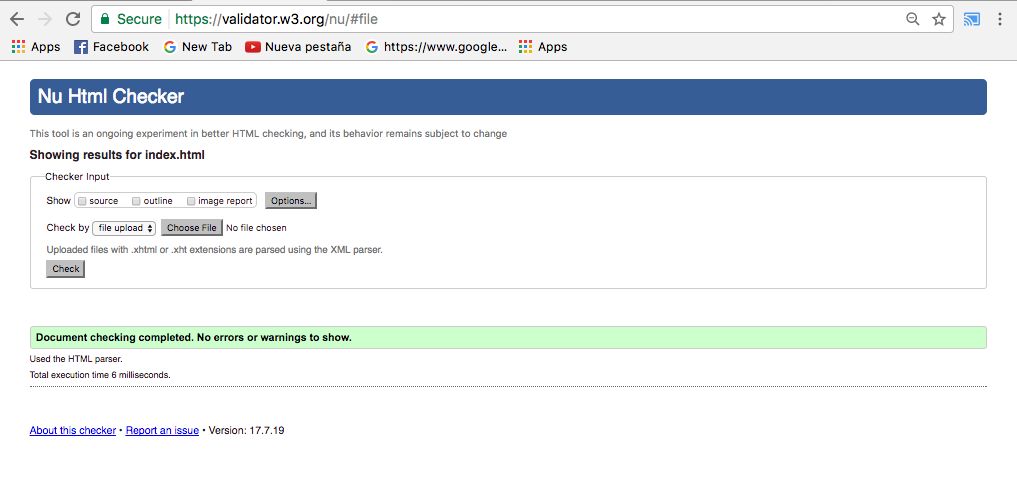 Secure https://validator.w3.org/nu/#file
Apps Facebook New Tab Nueva pestaña https://www.google... Apps
Nu Html Checker
This tool is an ongoing experiment in better HTML checking, and its behavior remains subject to change
Showing results for index.html
Checker Input
Show source outline image report Options...
Check by file upload Choose File No file chosen
Uploaded files with .xhtml or .xht extensions are parsed using the XML parser.
Check
Document checking completed. No errors or warnings to show.
Used the HTML parser.
Total execution time 6 milliseconds.
About this checker • Report an issue • Version: 17.7.19